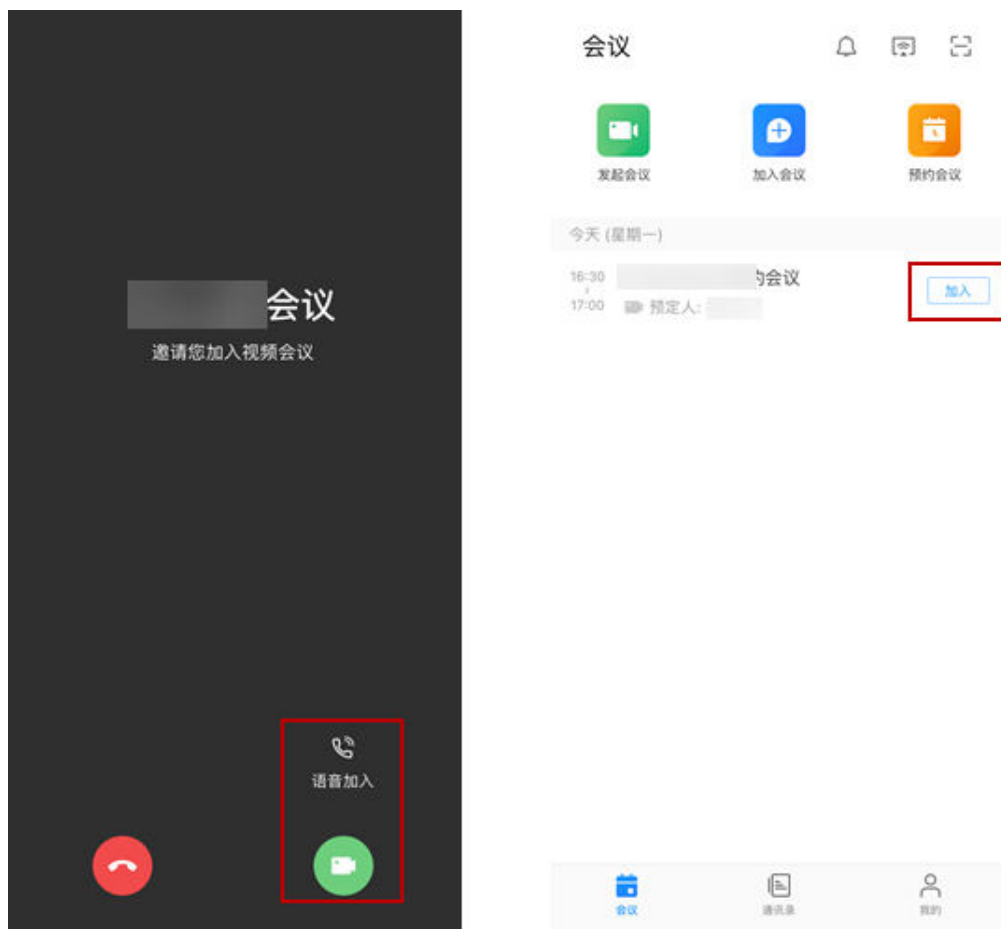 会议
邀请您加入视频会议
语音加入
会议
发起会议
加入会议
预约会议
今天 (星期一)
16:30
的会议
加入
17:00
预定人:
会议
通讯录
我的